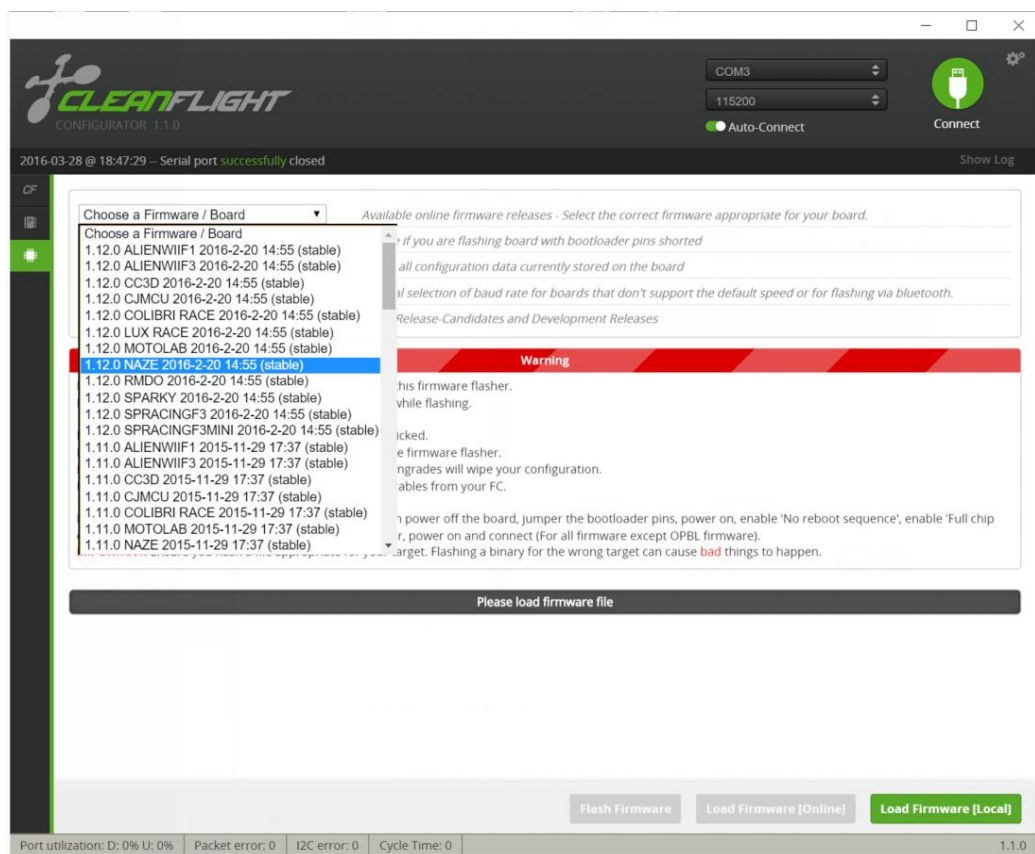 CLEANFLIGHT
CONFIGURATOR 1.1.0
COM3
115200
Auto-Connect
Connect
2016-03-28 @ 18:47:29 -- Serial port successfully closed
Show Log
CF
Choose a Firmware / Board
Available online firmware releases - Select the correct firmware appropriate for your board.
Choose a Firmware / Board
1.12.0 ALIENWIIF1 2016-2-20 14:55 (stable)
1.12.0 ALIENWIIF3 2016-2-20 14:55 (stable)
1.12.0 CC3D 2016-2-20 14:55 (stable)
1.12.0 CJMCU 2016-2-20 14:55 (stable)
1.12.0 COLIBRI RACE 2016-2-20 14:55 (stable)
1.12.0 LUX RACE 2016-2-20 14:55 (stable)
1.12.0 MOTOLAB 2016-2-20 14:55 (stable)
1.12.0 NAZE 2016-2-20 14:55 (stable)
1.12.0 RMDO 2016-2-20 14:55 (stable)
1.12.0 SPARKY 2016-2-20 14:55 (stable)
1.12.0 SPRACINGF3 2016-2-20 14:55 (stable)
1.12.0 SPRACINGF3MINI 2016-2-20 14:55 (stable)
1.11.0 ALIENWIIF1 2015-11-29 17:37 (stable)
1.11.0 ALIENWIIF3 2015-11-29 17:37 (stable)
1.11.0 CC3D 2015-11-29 17:37 (stable)
1.11.0 CJMCU 2015-11-29 17:37 (stable)
1.11.0 COLIBRI RACE 2015-11-29 17:37 (stable)
1.11.0 MOTOLAB 2015-11-29 17:37 (stable)
1.11.0 NAZE 2015-11-29 17:37 (stable)
if you are flashing board with bootloader pins shorted
all configuration data currently stored on the board
selection of baud rate for boards that don't support the default speed or for flashing via bluetooth.
Release-Candidates and Development Releases
Warning
this firmware flasher.
while flashing.
firmware flasher.
will wipe your configuration.
from your FC.
power off the board, jumper the bootloader pins, power on, enable 'No reboot sequence', enable 'Full chip
power on and connect (For all firmware except OPBL firmware).
target. Flashing a binary for the wrong target can cause bad things to happen.
Please load firmware file
Flash Firmware
Load Firmware [Online]
Load Firmware [Local]
Port utilization: D: 0% U: 0%
Packet error: 0
I2C error: 0
Cycle Time: 0
1.1.0